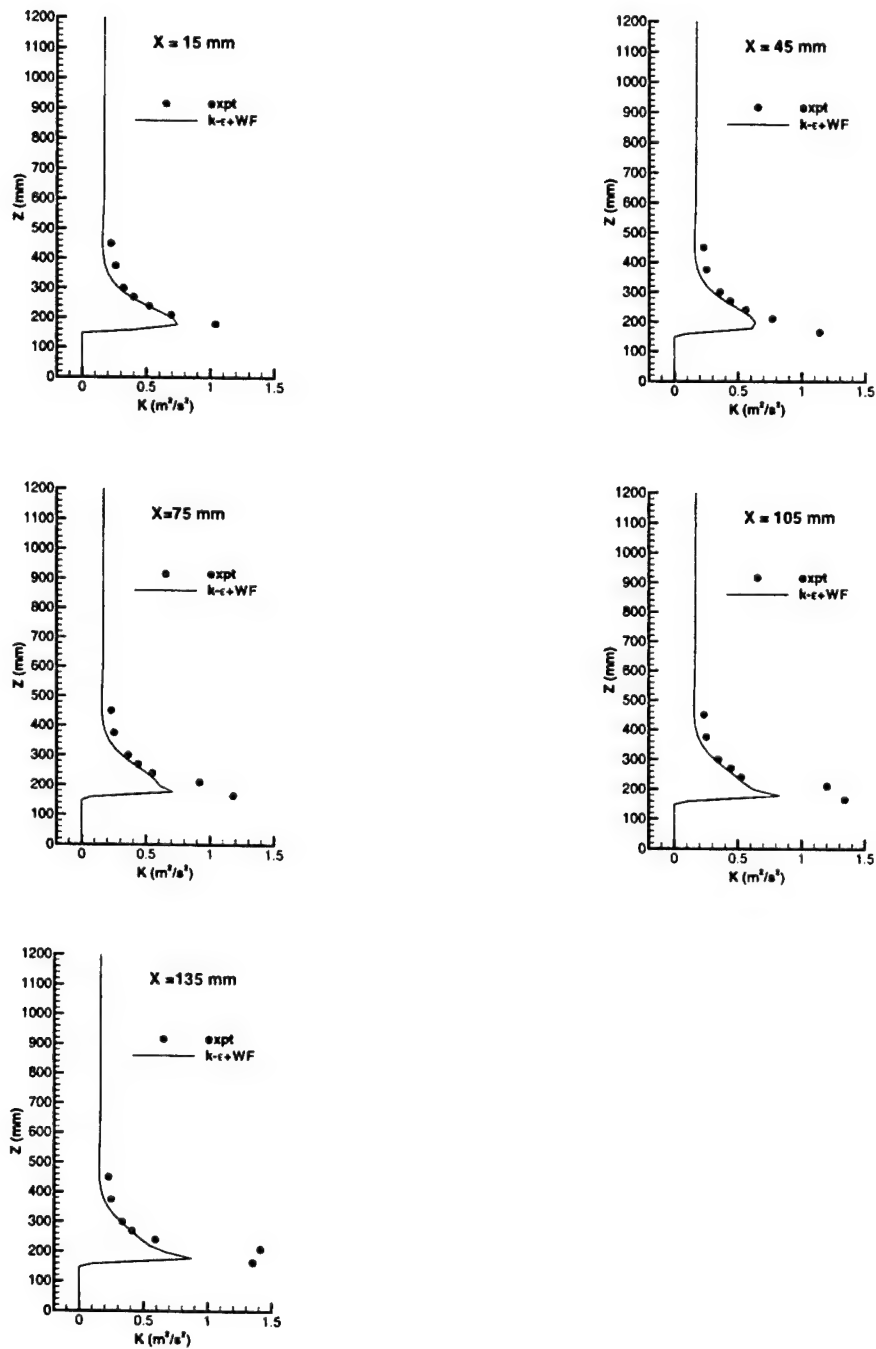 1200
1100
1000
900
800
700
600
500
400
300
200
100
0
Z (mm)
X = 15 mm
expt
k-ε+WF
0 0.5 1 1.5
K (m²/s²)
1200
1100
1000
900
800
700
600
500
400
300
200
100
0
Z (mm)
X = 45 mm
expt
k-ε+WF
0 0.5 1 1.5
K (m²/s²)
1200
1100
1000
900
800
700
600
500
400
300
200
100
0
Z (mm)
X=75 mm
expt
k-ε+WF
0 0.5 1 1.5
K (m²/s²)
1200
1100
1000
900
800
700
600
500
400
300
200
100
0
Z (mm)
X = 105 mm
expt
k-ε+WF
0 0.5 1 1.5
K (m²/s²)
1200
1100
1000
900
800
700
600
500
400
300
200
100
0
Z (mm)
X =135 mm
expt
k-ε+WF
0 0.5 1 1.5
K (m²/s²)